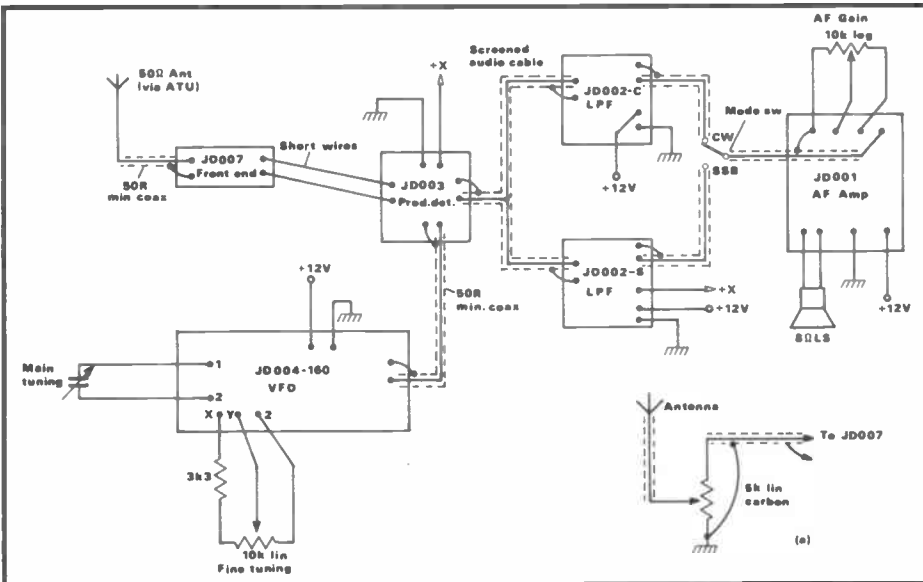 AF Gain
10k log
Screened
audio cable
50Ω Ant
(via ATU)
+X
JD002-C
LPF
Mode sw
CW
Short wires
JD007
Front end
JD003
Prod.det.
+12V
SSB
JD001
AF Amp
50R
min coax
+12V
50R
min. coax
JD002-S
LPF
+X
+12V
+12V
8ΩLS
Main
tuning
1
2
JD004-160
VFO
X
Y
2
3k3
10k lin
Fine tuning
Antenna
To JD007
5k lin
carbon
(a)